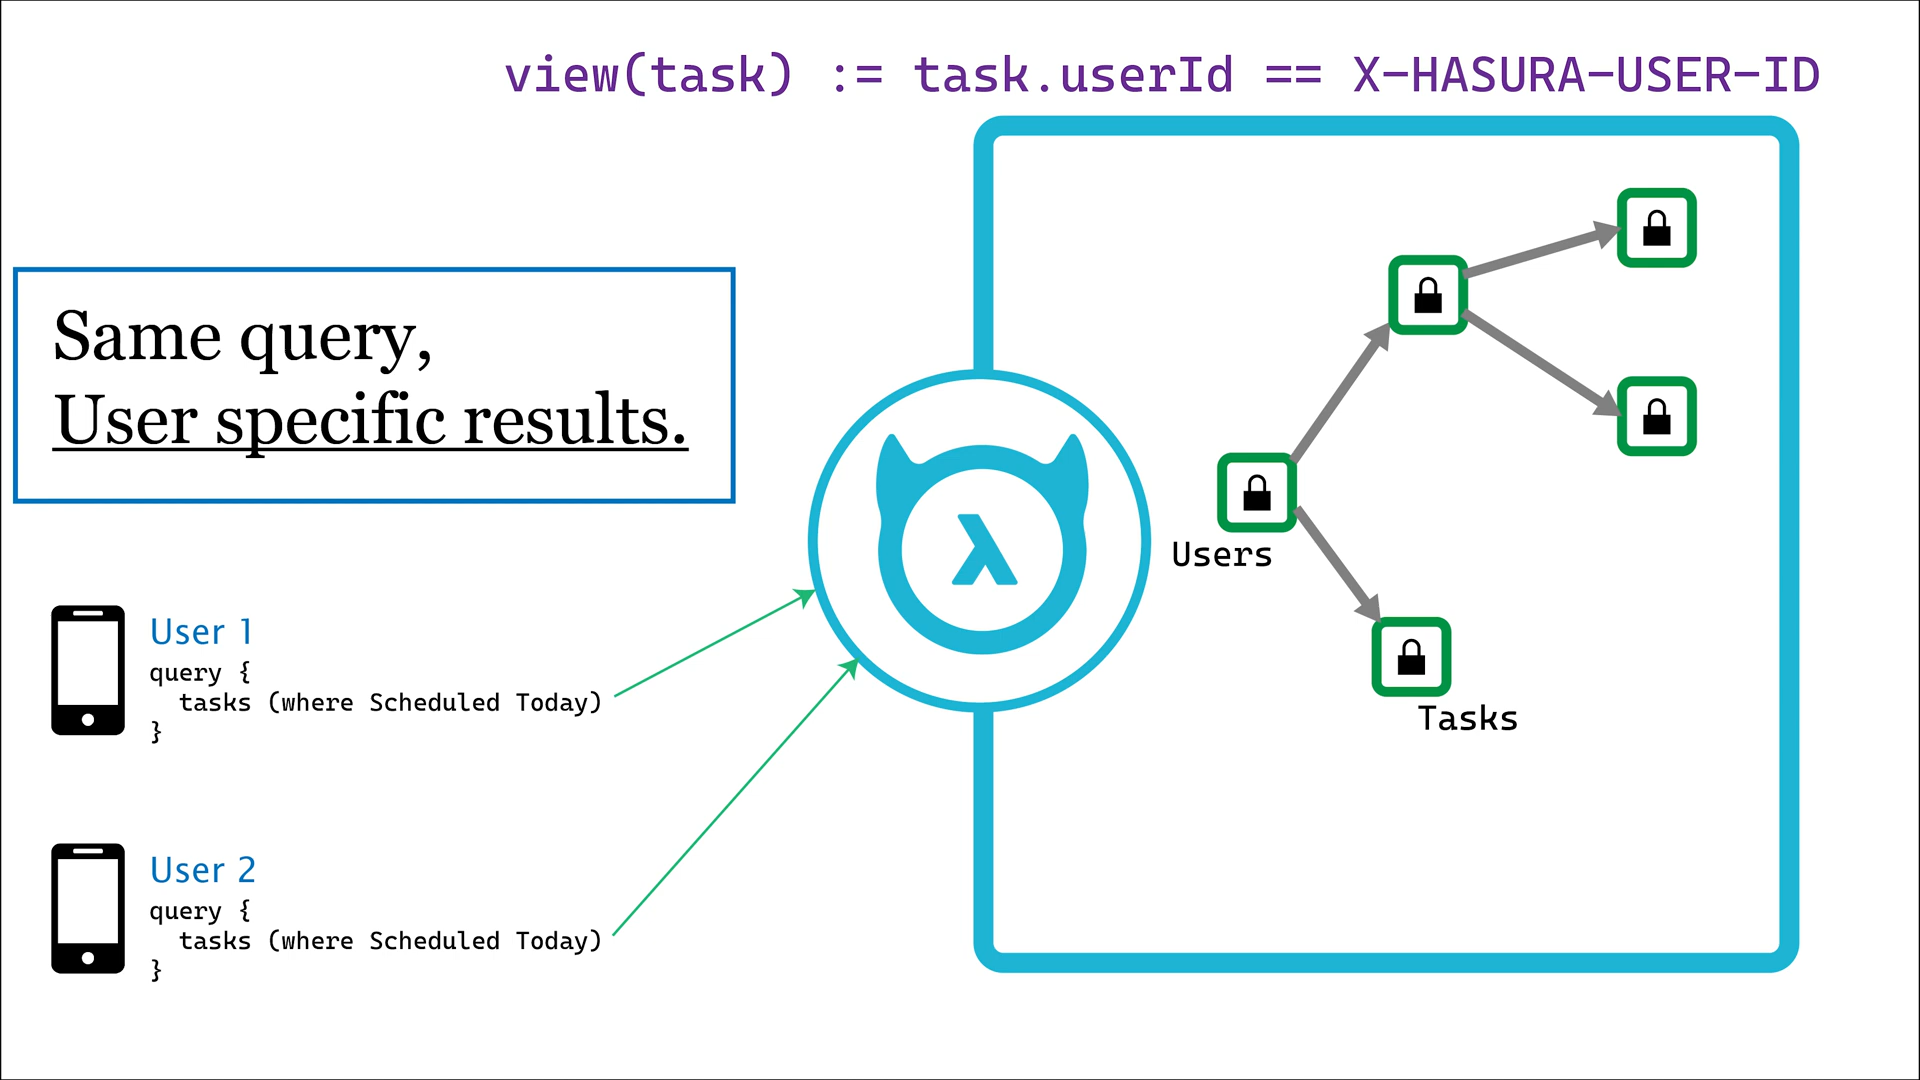 view(task) := task.userId == X-HASURA-USER-ID
Same query,
User specific results.
User 1
query {
  tasks (where Scheduled Today)
}
User 2
query {
  tasks (where Scheduled Today)
}
λ
Users
Tasks